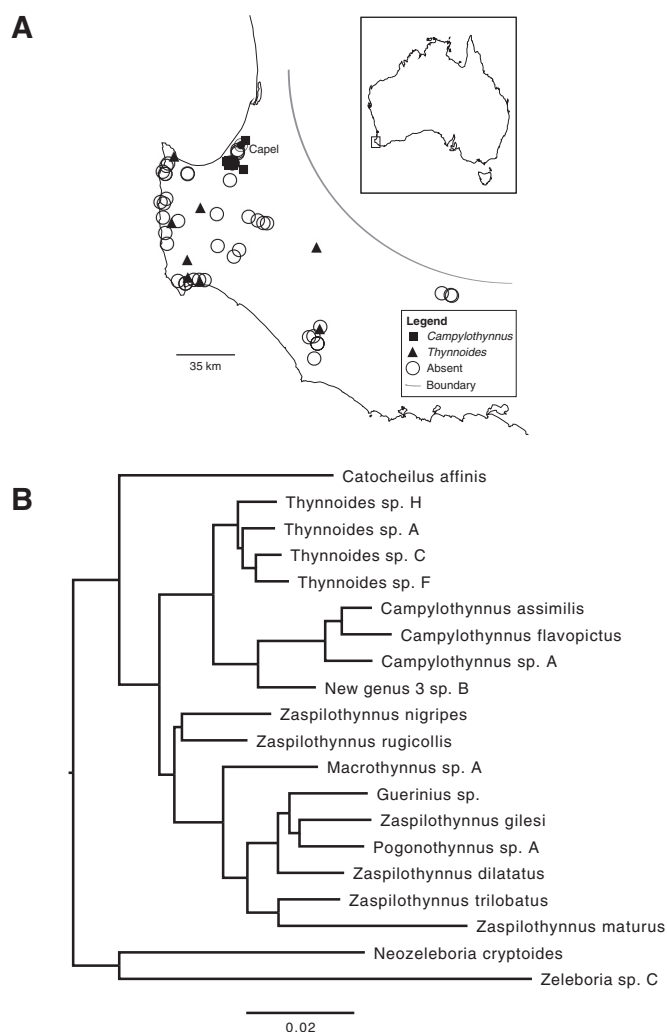 A
Capel
Legend
Campylothynnus
Thynnoides
Absent
Boundary
35 km
B
Catocheilus affinis
Thynnoides sp. H
Thynnoides sp. A
Thynnoides sp. C
Thynnoides sp. F
Campylothynnus assimilis
Campylothynnus flavopictus
Campylothynnus sp. A
New genus 3 sp. B
Zaspilothynnus nigripes
Zaspilothynnus rugicollis
Macrothynnus sp. A
Guerinius sp.
Zaspilothynnus gilesi
Pogonothynnus sp. A
Zaspilothynnus dilatatus
Zaspilothynnus trilobatus
Zaspilothynnus maturus
Neozeleboria cryptoides
Zeleboria sp. C
0.02